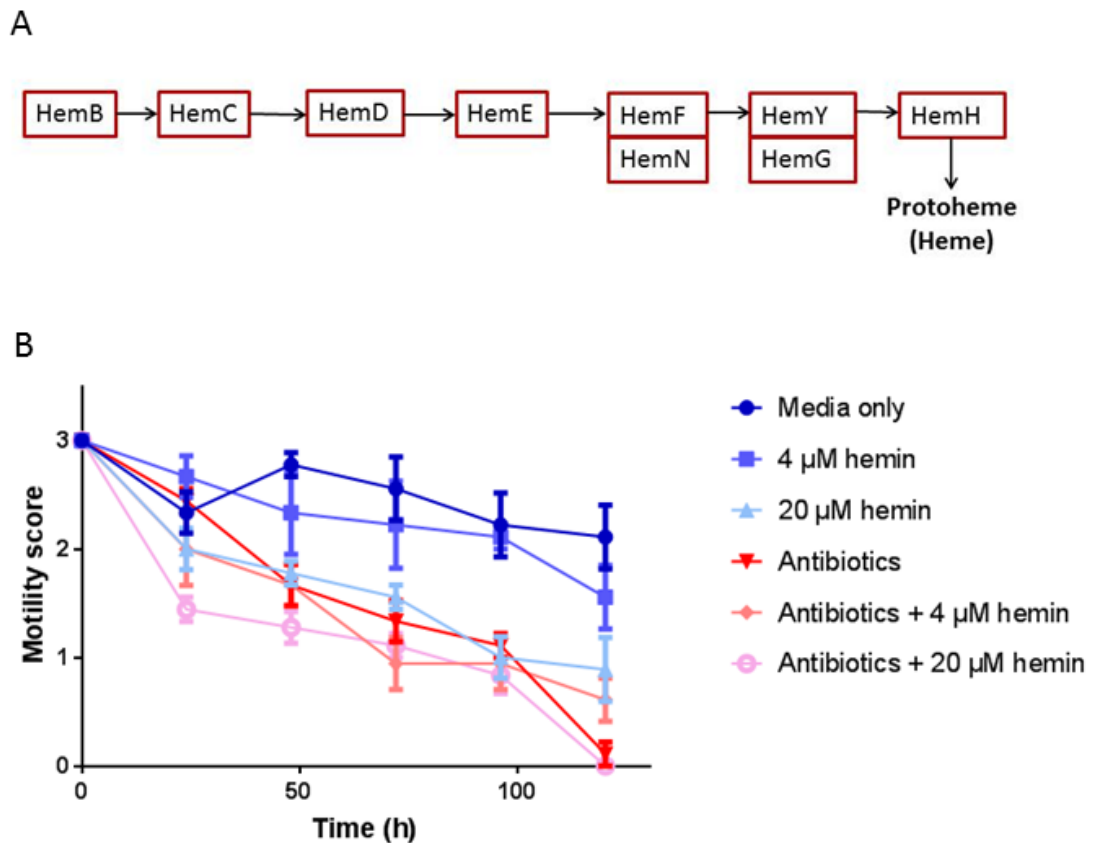 A
HemB
HemC
HemD
HemE
HemF
HemY
HemH
HemN
HemG
Protoheme
(Heme)
B
Motility score
3
2
1
0
0
50
100
Time (h)
Media only
4 µM hemin
20 µM hemin
Antibiotics
Antibiotics + 4 µM hemin
Antibiotics + 20 µM hemin